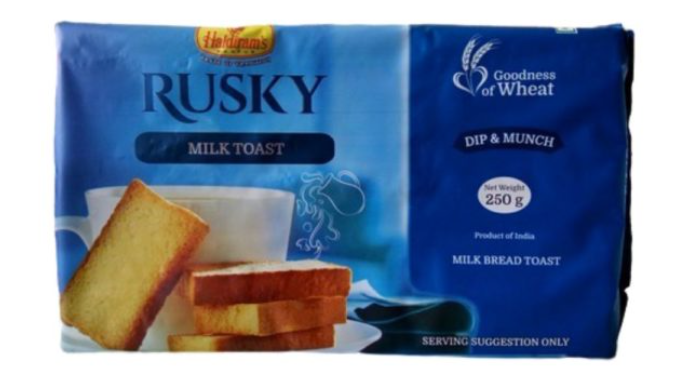 Haldiram's
RUSKY
MILK TOAST
Goodness
of Wheat
DIP & MUNCH
Net Weight
250 g
Product of India
MILK BREAD TOAST
SERVING SUGGESTION ONLY